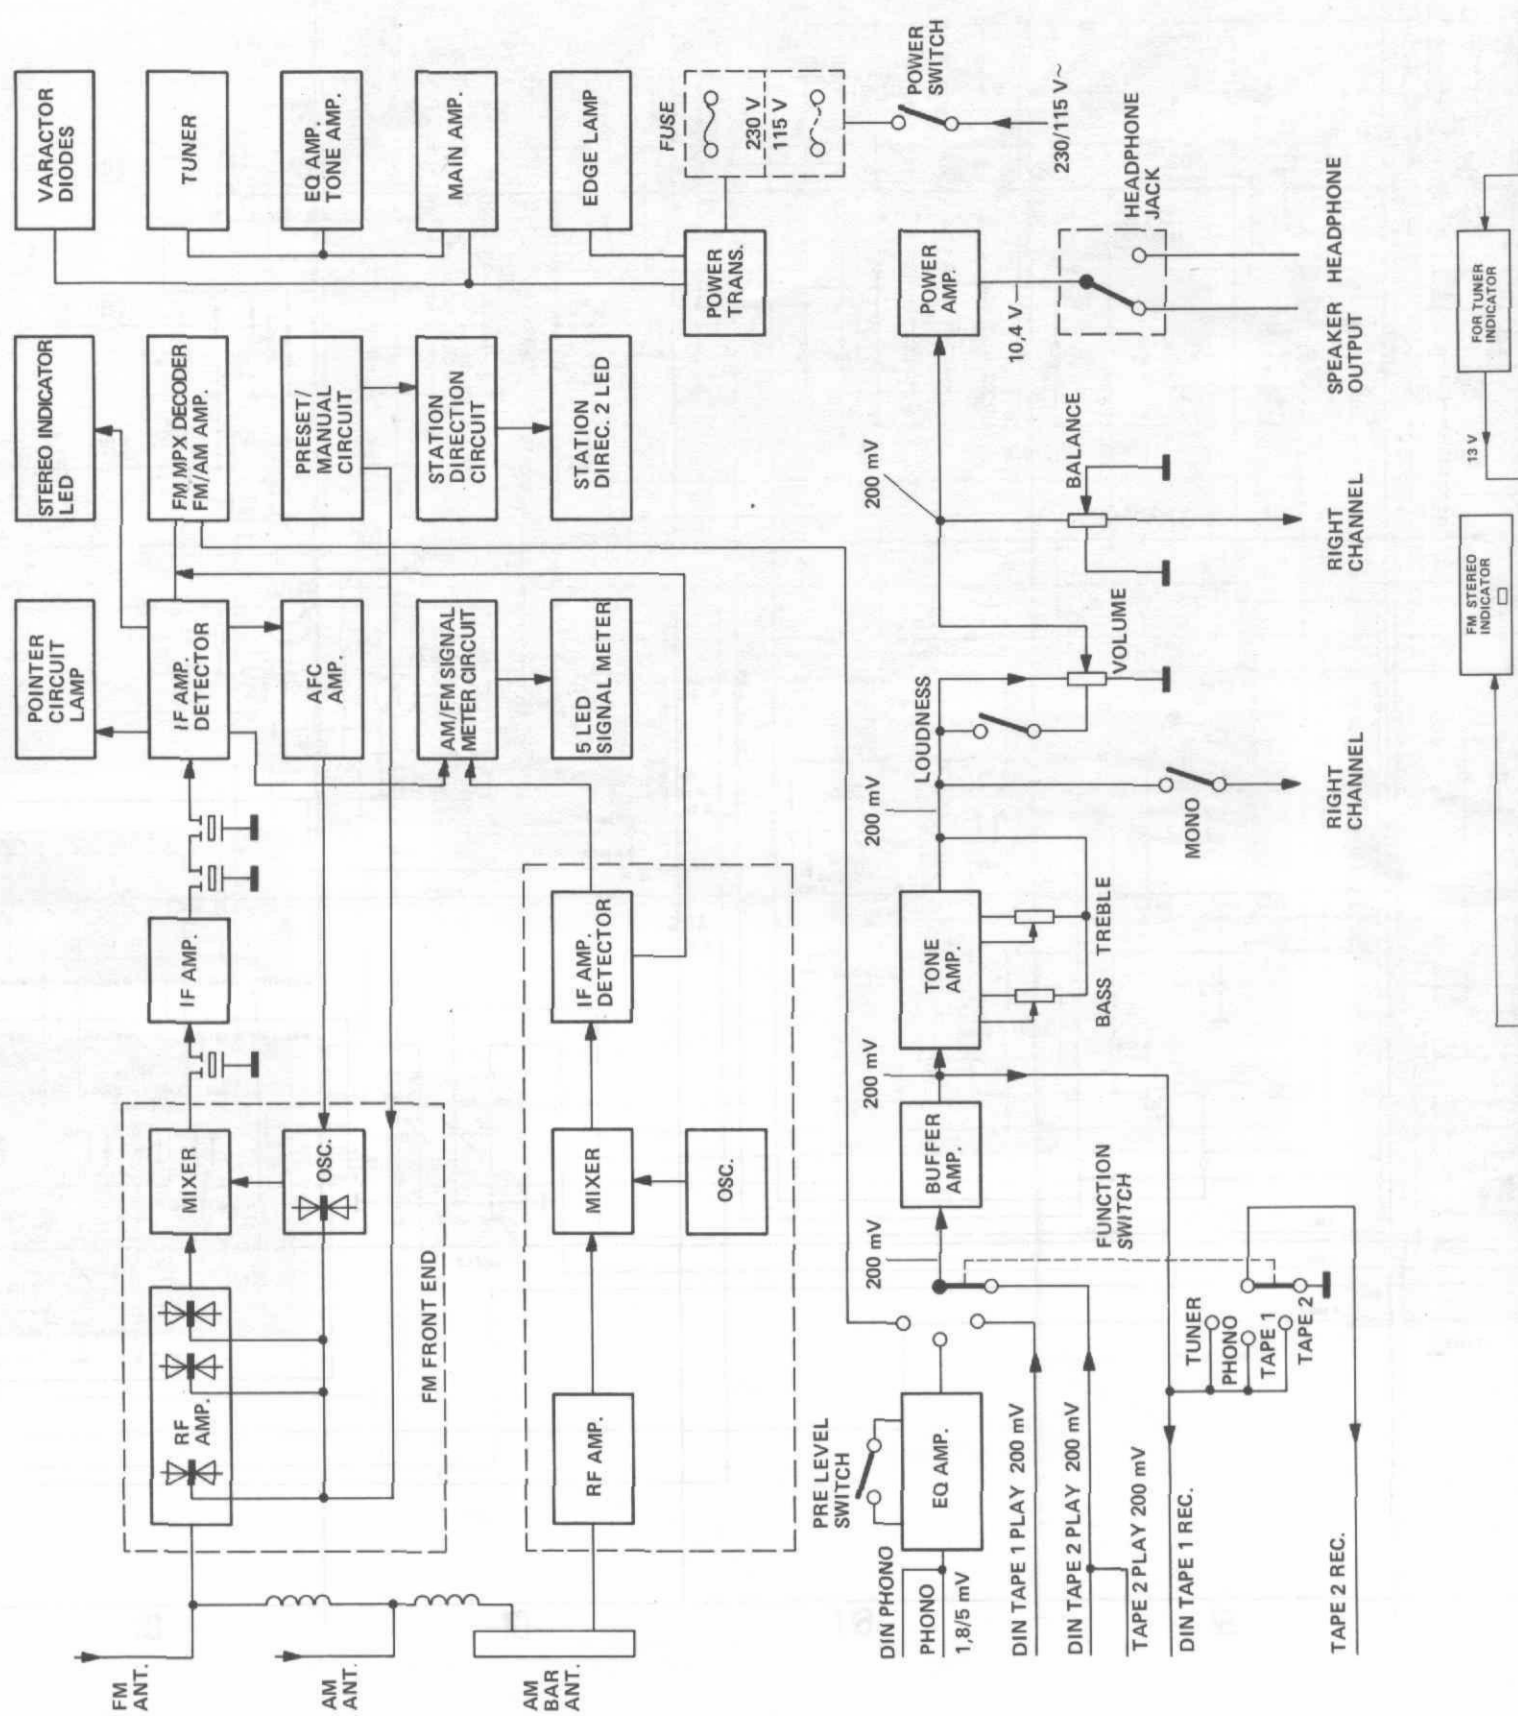 FM
ANT.
AM
ANT.
AM
BAR
ANT.
RF
AMP.
MIXER
OSC.
FM FRONT END
IF AMP.
IF AMP.
DETECTOR
POINTER
CIRCUIT
LAMP
AFC
AMP.
AM/FM SIGNAL
METER CIRCUIT
5 LED
SIGNAL METER
STEREO INDICATOR
LED
FM MPX DECODER
FM/AM AMP.
PRESET/
MANUAL
CIRCUIT
STATION
DIRECTION
CIRCUIT
STATION
DIREC. 2 LED
VARACTOR
DIODES
TUNER
EQ AMP.
TONE AMP.
MAIN AMP.
EDGE LAMP
POWER
TRANS.
FUSE
230 V
115 V
POWER
SWITCH
230/115 V~
RF AMP.
MIXER
OSC.
IF AMP.
DETECTOR
PRE LEVEL
SWITCH
EQ AMP.
DIN PHONO
PHONO
1,8/5 mV
DIN TAPE 1 PLAY 200 mV
DIN TAPE 2 PLAY 200 mV
TAPE 2 PLAY 200 mV
DIN TAPE 1 REC.
TAPE 2 REC.
200 mV
BUFFER
AMP.
FUNCTION
SWITCH
TUNER
PHONO
TAPE 1
TAPE 2
200 mV
TONE
AMP.
BASS
TREBLE
200 mV
LOUDNESS
MONO
RIGHT
CHANNEL
VOLUME
200 mV
BALANCE
RIGHT
CHANNEL
POWER
AMP.
10,4 V~
HEADPHONE
JACK
SPEAKER
OUTPUT
HEADPHONE
FM STEREO
INDICATOR
13 V
FOR TUNER
INDICATOR